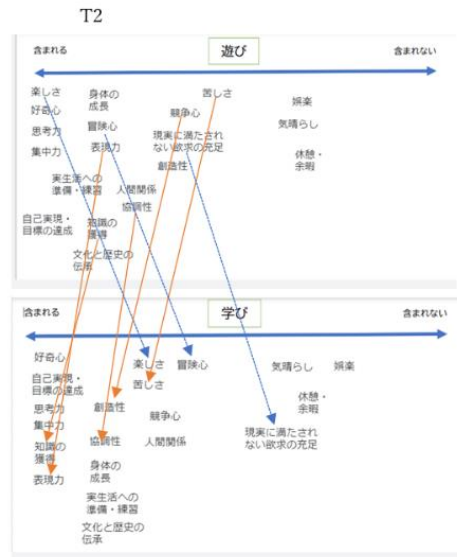 T2
含まれる
遊び
含まれない
楽しさ
身体の
成長
苦しさ
娯楽
好奇心
競争心
気晴らし
思考力
冒険心
現実に満たされ
ない欲求の充足
集中力
表現力
創造性
休憩・
余暇
実生活への
準備・練習
人間関係
協調性
自己実現・
目標の達成
知識の
獲得
文化と歴史の
伝承
含まれる
学び
含まれない
好奇心
楽しさ
冒険心
気晴らし
娯楽
自己実現・
目標の達成
苦しさ
休憩・
余暇
思考力
創造性
競争心
集中力
現実に満たされ
ない欲求の充足
知識の
獲得
協調性
人間関係
表現力
身体の
成長
実生活への
準備・練習
文化と歴史の
伝承